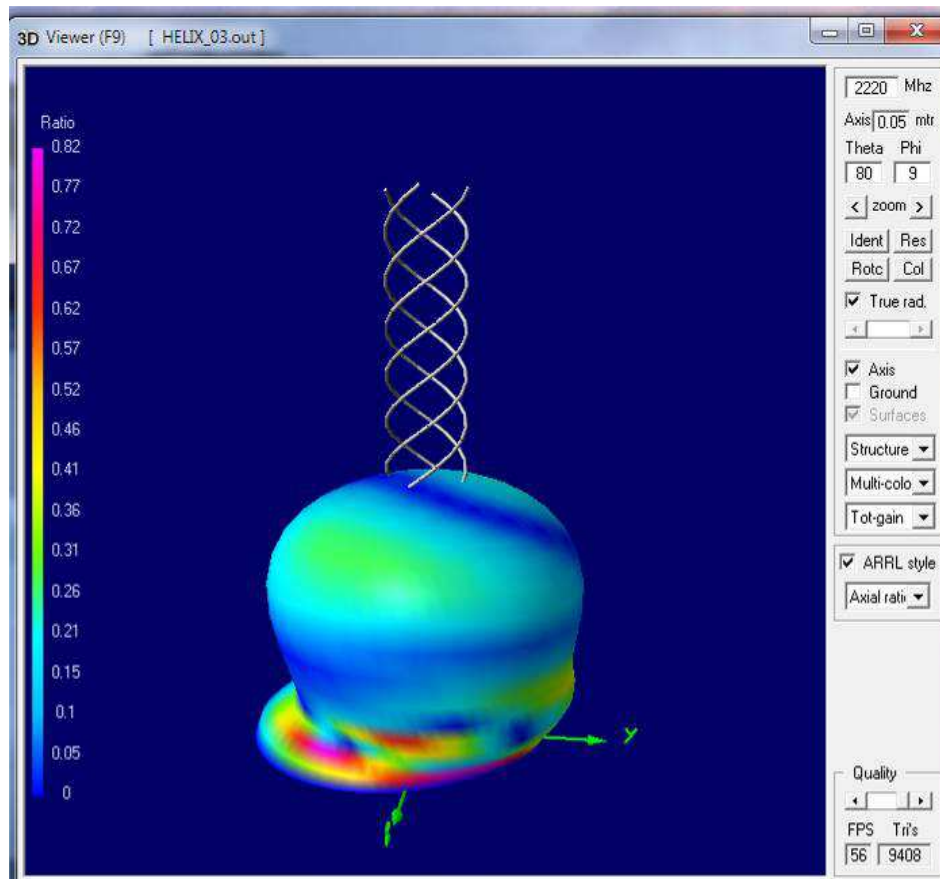 3D Viewer (F9) [ HELIX_03.out ]
Ratio
0.82
0.77
0.72
0.67
0.62
0.57
0.52
0.46
0.41
0.36
0.31
0.26
0.21
0.15
0.1
0.05
0
Y
2220 Mhz
Axis 0.05 mtr
Theta Phi
80 9
< zoom >
Ident Res
Rotc Col
True rad.
Axis
Ground
Surfaces
Structure
Multi-colo
Tot-gain
ARRL style
Axial rati
Quality
FPS Tri's
56 9408